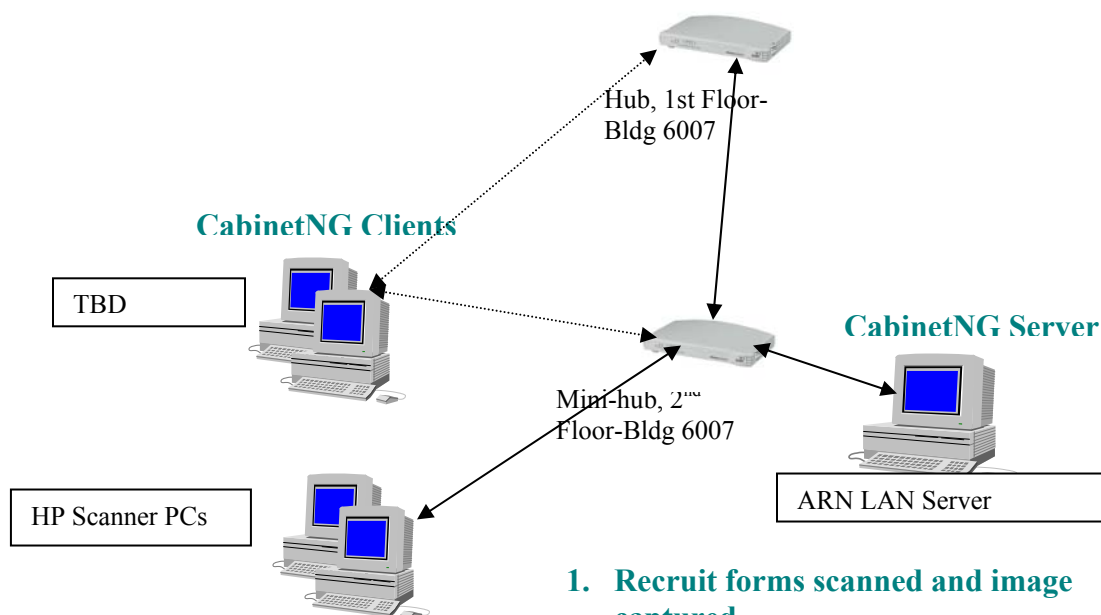 Hub, 1st Floor-
Bldg 6007
CabinetNG Clients
TBD
CabinetNG Server
Mini-hub, 2nd
Floor-Bldg 6007
HP Scanner PCs
ARN LAN Server
1. Recruit forms scanned and image
captured